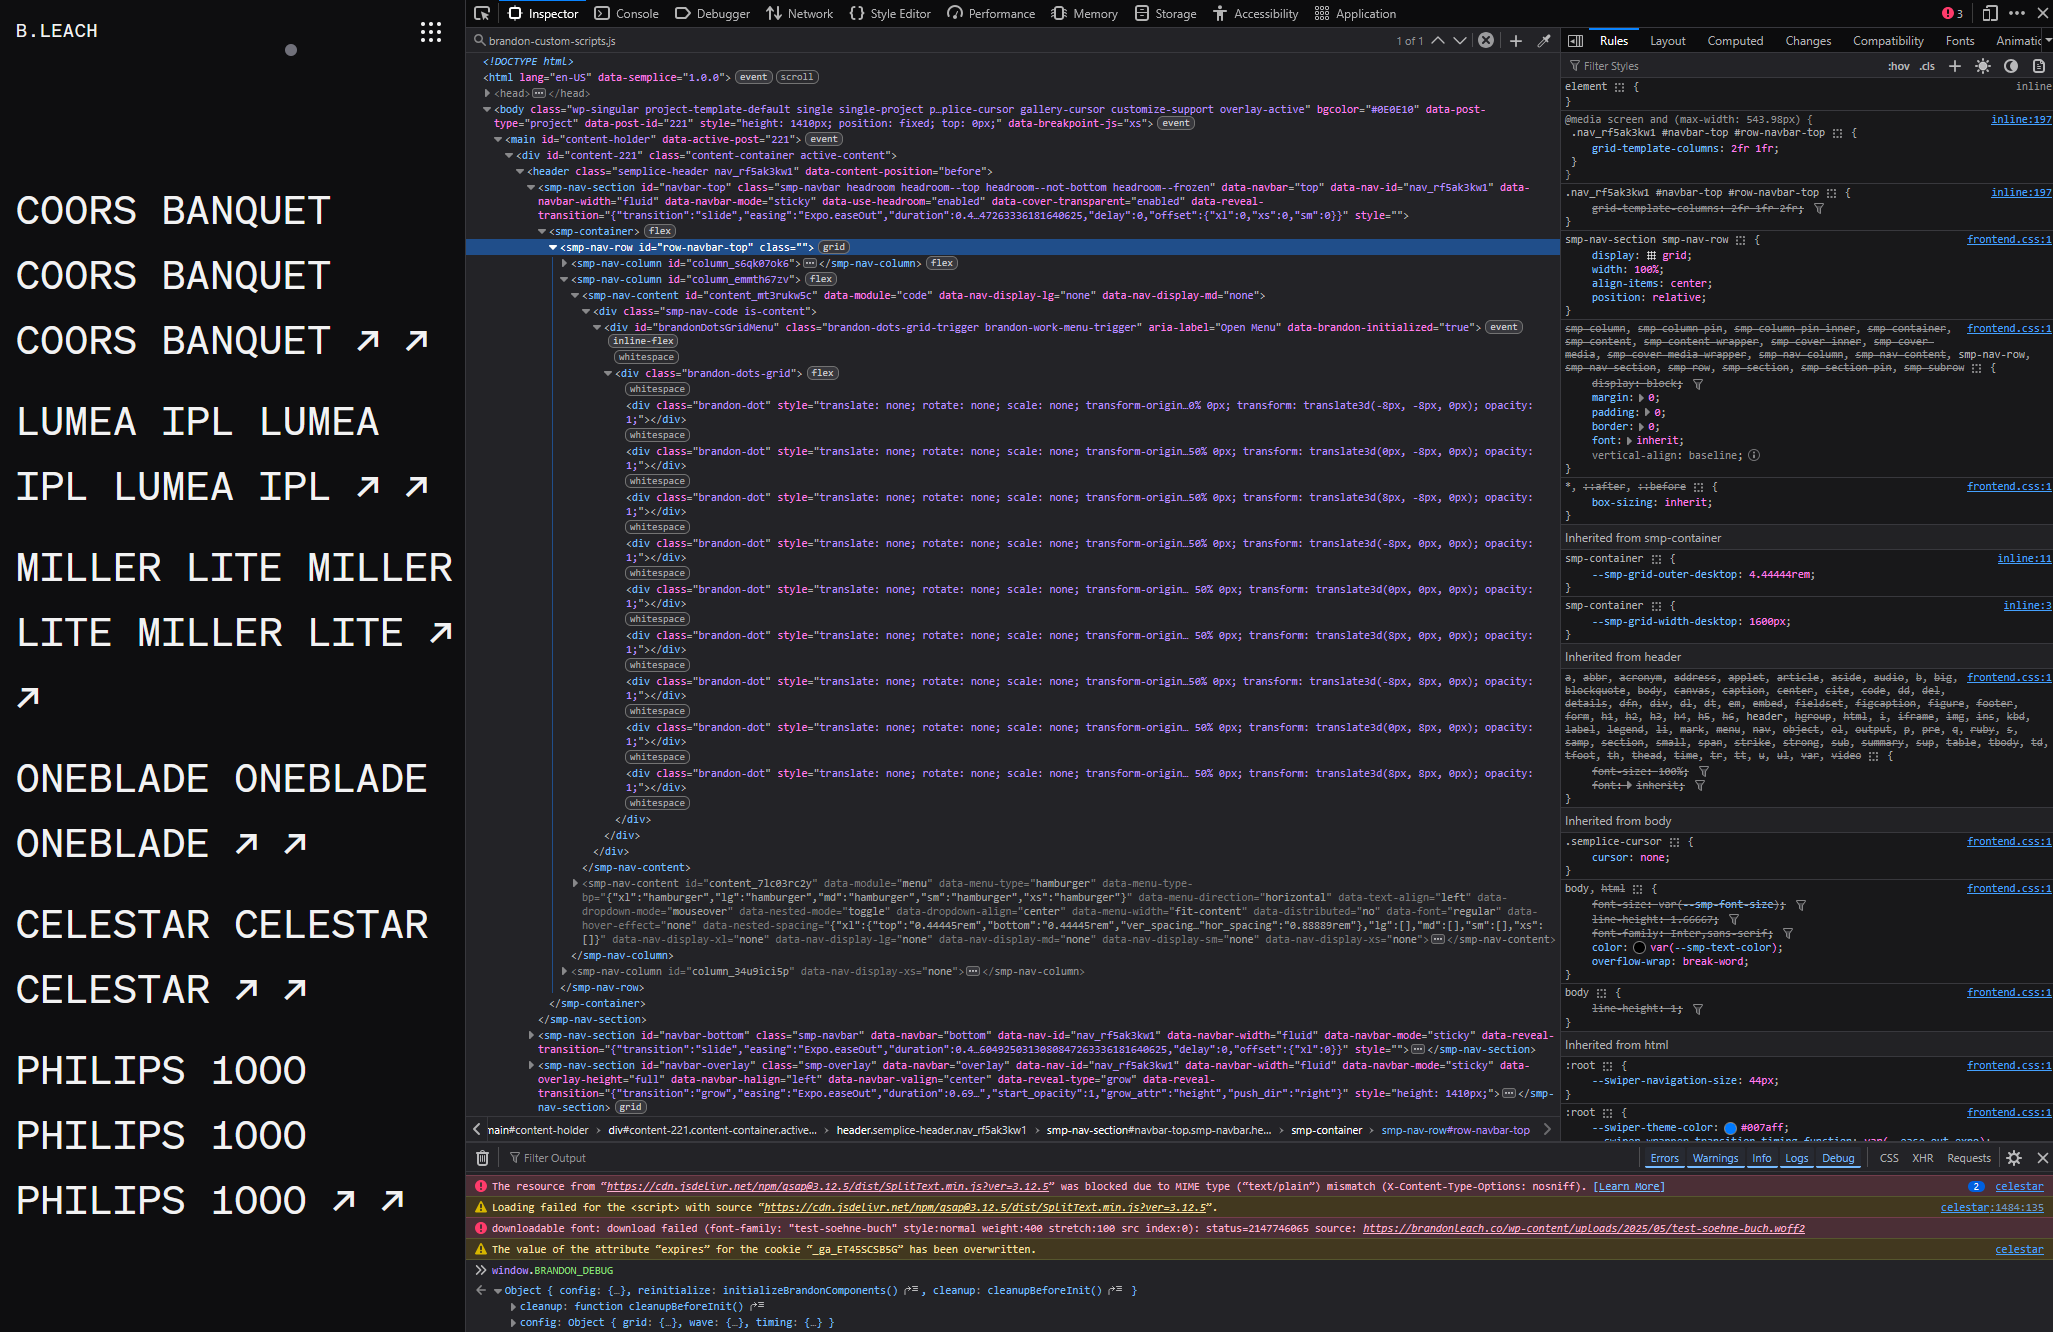 B.LEACH
COORS BANQUET
COORS BANQUET
COORS BANQUET ↗ ↗
LUMEA IPL LUMEA
IPL LUMEA IPL ↗ ↗
MILLER LITE MILLER
LITE MILLER LITE ↗
↗
ONEBLADE ONEBLADE
ONEBLADE ↗ ↗
CELESTAR CELESTAR
CELESTAR ↗ ↗
PHILIPS 1000
PHILIPS 1000
PHILIPS 1000 ↗ ↗
Inspector Console Debugger Network Style Editor Performance Memory Storage Accessibility Application 3
brandon-custom-scripts.js 1 of 1
<!DOCTYPE html>
<html lang="en-US" data-semplice="1.0.0"> event scroll
<head> ••• </head>
<body class="wp-singular project-template-default single single-project p…plice-cursor gallery-cursor customize-support overlay-active" bgcolor="#0E0E10" data-post-
type="project" data-post-id="221" style="height: 1410px; position: fixed; top: 0px;" data-breakpoint-js="xs"> event
<main id="content-holder" data-active-post="221"> event
<div id="content-221" class="content-container active-content">
<header class="semplice-header nav_rf5ak3kw1" data-content-position="before">
<smp-nav-section id="navbar-top" class="smp-navbar headroom headroom--top headroom--not-bottom headroom--frozen" data-navbar="top" data-nav-id="nav_rf5ak3kw1" data-
navbar-width="fluid" data-navbar-mode="sticky" data-use-headroom="enabled" data-cover-transparent="enabled" data-reveal-
transition="{"transition":"slide","easing":"Expo.easeOut","duration":0.4…47263336181640625,"delay":0,"offset":{"xl":0,"xs":0,"sm":0}}" style="">
<smp-container> flex
<smp-nav-row id="row-navbar-top" class=""> grid
<smp-nav-column id="column_s6qk07ok6"> ••• </smp-nav-column> flex
<smp-nav-column id="column_emmth67zv"> flex
<smp-nav-content id="content_mt3rukw5c" data-module="code" data-nav-display-lg="none" data-nav-display-md="none">
<div class="smp-nav-code is-content">
<div id="brandonDotsGridMenu" class="brandon-dots-grid-trigger brandon-work-menu-trigger" aria-label="Open Menu" data-brandon-initialized="true"> event
inline-flex
whitespace
<div class="brandon-dots-grid"> flex
whitespace
<div class="brandon-dot" style="translate: none; rotate: none; scale: none; transform-origin…0% 0px; transform: translate3d(-8px, -8px, 0px); opacity:
1;"></div>
whitespace
<div class="brandon-dot" style="translate: none; rotate: none; scale: none; transform-origin…50% 0px; transform: translate3d(0px, -8px, 0px); opacity:
1;"></div>
whitespace
<div class="brandon-dot" style="translate: none; rotate: none; scale: none; transform-origin…50% 0px; transform: translate3d(8px, -8px, 0px); opacity:
1;"></div>
whitespace
<div class="brandon-dot" style="translate: none; rotate: none; scale: none; transform-origin…50% 0px; transform: translate3d(-8px, 0px, 0px); opacity:
1;"></div>
whitespace
<div class="brandon-dot" style="translate: none; rotate: none; scale: none; transform-origin… 50% 0px; transform: translate3d(0px, 0px, 0px); opacity:
1;"></div>
whitespace
<div class="brandon-dot" style="translate: none; rotate: none; scale: none; transform-origin… 50% 0px; transform: translate3d(8px, 0px, 0px); opacity:
1;"></div>
whitespace
<div class="brandon-dot" style="translate: none; rotate: none; scale: none; transform-origin…50% 0px; transform: translate3d(-8px, 8px, 0px); opacity:
1;"></div>
whitespace
<div class="brandon-dot" style="translate: none; rotate: none; scale: none; transform-origin… 50% 0px; transform: translate3d(0px, 8px, 0px); opacity:
1;"></div>
whitespace
<div class="brandon-dot" style="translate: none; rotate: none; scale: none; transform-origin… 50% 0px; transform: translate3d(8px, 8px, 0px); opacity:
1;"></div>
whitespace
</div>
</div>
</div>
</smp-nav-content>
<smp-nav-content id="content_7lc03rc2y" data-module="menu" data-menu-type="hamburger" data-menu-type-
bp="{"xl":"hamburger","lg":"hamburger","md":"hamburger","sm":"hamburger","xs":"hamburger"}" data-menu-direction="horizontal" data-text-align="left" data-
dropdown-mode="mouseover" data-nested-mode="toggle" data-dropdown-align="center" data-menu-width="fit-content" data-distributed="no" data-font="regular" data-
hover-effect="none" data-nested-spacing="{"xl":{"top":"0.44445rem","bottom":"0.44445rem","ver_spacing…"hor_spacing":"0.88889rem"},"lg":[],"md":[],"sm":[],"xs":
[]}" data-nav-display-xl="none" data-nav-display-lg="none" data-nav-display-md="none" data-nav-display-sm="none" data-nav-display-xs="none"> ••• </smp-nav-content>
</smp-nav-column>
<smp-nav-column id="column_34u9ici5p" data-nav-display-xs="none"> ••• </smp-nav-column>
</smp-nav-row>
</smp-container>
</smp-nav-section>
<smp-nav-section id="navbar-bottom" class="smp-navbar" data-navbar="bottom" data-nav-id="nav_rf5ak3kw1" data-navbar-width="fluid" data-navbar-mode="sticky" data-reveal-
transition="{"transition":"slide","easing":"Expo.easeOut","duration":0.4…6049250313080847263336181640625,"delay":0,"offset":{"xl":0}}" style=""> ••• </smp-nav-section>
<smp-nav-section id="navbar-overlay" class="smp-overlay" data-navbar="overlay" data-nav-id="nav_rf5ak3kw1" data-navbar-width="fluid" data-navbar-mode="sticky" data-
overlay-height="full" data-navbar-halign="left" data-navbar-valign="center" data-reveal-type="grow" data-reveal-
transition="{"transition":"grow","easing":"Expo.easeOut","duration":0.69…","start_opacity":1,"grow_attr":"height","push_dir":"right"}" style="height: 1410px;"> ••• </smp-
nav-section> grid
main#content-holder > div#content-221.content-container.active… > header.semplice-header.nav_rf5ak3kw1 > smp-nav-section#navbar-top.smp-navbar.he… > smp-container > smp-nav-row#row-navbar-top
Rules Layout Computed Changes Compatibility Fonts Animatic
Filter Styles :hov .cls
element { inline
}
@media screen and (max-width: 543.98px) { inline:197
.nav_rf5ak3kw1 #navbar-top #row-navbar-top {
grid-template-columns: 2fr 1fr;
}
}
.nav_rf5ak3kw1 #navbar-top #row-navbar-top { inline:197
grid-template-columns: 2fr 1fr 2fr;
}
smp-nav-section smp-nav-row { frontend.css:1
display: grid;
width: 100%;
align-items: center;
position: relative;
}
smp-column, smp-column-pin, smp-column-pin-inner, smp-container, frontend.css:1
smp-content, smp-content-wrapper, smp-cover-inner, smp-cover-
media, smp-cover-media-wrapper, smp-nav-column, smp-nav-content, smp-nav-row,
smp-nav-section, smp-row, smp-section, smp-section-pin, smp-subrow {
display: block;
margin: 0;
padding: 0;
border: 0;
font: inherit;
vertical-align: baseline;
}
*, ::after, ::before { frontend.css:1
box-sizing: inherit;
}
Inherited from smp-container
smp-container { inline:11
--smp-grid-outer-desktop: 4.44444rem;
}
smp-container { inline:3
--smp-grid-width-desktop: 1600px;
}
Inherited from header
a, abbr, acronym, address, applet, article, aside, audio, b, big, frontend.css:1
blockquote, body, canvas, caption, center, cite, code, dd, del,
details, dfn, div, dl, dt, em, embed, fieldset, figcaption, figure, footer,
form, h1, h2, h3, h4, h5, h6, header, hgroup, html, i, iframe, img, ins, kbd,
label, legend, li, mark, menu, nav, object, ol, output, p, pre, q, ruby, s,
samp, section, small, span, strike, strong, sub, summary, sup, table, tbody, td,
tfoot, th, thead, time, tr, tt, u, ul, var, video {
font-size: 100%;
font: inherit;
}
Inherited from body
.semplice-cursor { frontend.css:1
cursor: none;
}
body, html { frontend.css:1
font-size: var(--smp-font-size);
line-height: 1.66667;
font-family: Inter,sans-serif;
color: var(--smp-text-color);
overflow-wrap: break-word;
}
body { frontend.css:1
line-height: 1;
}
Inherited from html
:root { frontend.css:1
--swiper-navigation-size: 44px;
}
:root { frontend.css:1
--swiper-theme-color: #007aff;
--swiper-wrapper-transition-timing-function: var(--ease-out-expo);
Filter Output Errors Warnings Info Logs Debug CSS XHR Requests
The resource from “https://cdn.jsdelivr.net/npm/gsap@3.12.5/dist/SplitText.min.js?ver=3.12.5” was blocked due to MIME type (“text/plain”) mismatch (X-Content-Type-Options: nosniff). [Learn More] 2 celestar
Loading failed for the <script> with source “https://cdn.jsdelivr.net/npm/gsap@3.12.5/dist/SplitText.min.js?ver=3.12.5”. celestar:1484:135
downloadable font: download failed (font-family: "test-soehne-buch" style:normal weight:400 stretch:100 src index:0): status=2147746065 source: https://brandonleach.co/wp-content/uploads/2025/05/test-soehne-buch.woff2
The value of the attribute “expires” for the cookie “_ga_ET45SCSB5G” has been overwritten. celestar
window.BRANDON_DEBUG
Object { config: {…}, reinitialize: initializeBrandonComponents(), cleanup: cleanupBeforeInit() }
cleanup: function cleanupBeforeInit()
config: Object { grid: {…}, wave: {…}, timing: {…} }